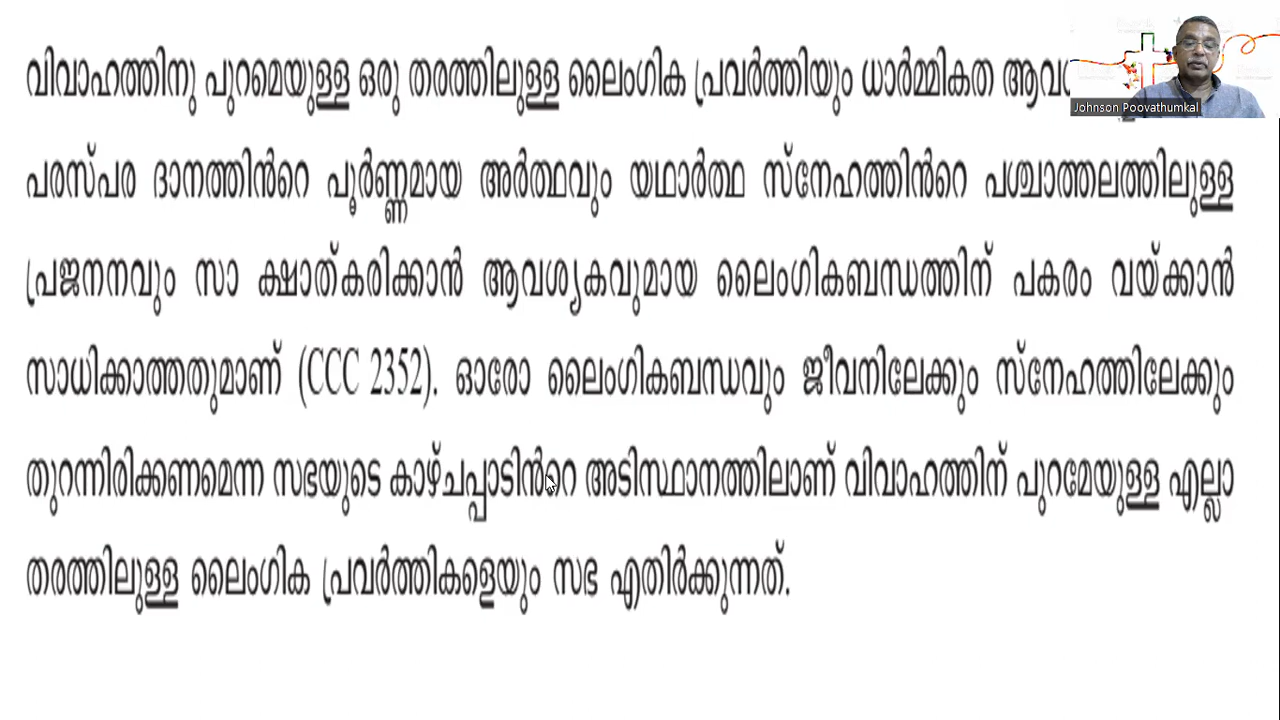 വിവാഹത്തിനു പുറമെയുള്ള ഒരു തരത്തിലുള്ള ലൈംഗിക പ്രവർത്തിയും ധാർമ്മികത
Johnson Poovathumkal
പരസ്പര ദാനത്തിൻറെ പൂർണ്ണമായ അർത്ഥവും യഥാർത്ഥ സ്നേഹത്തിൻറെ പശ്ചാത്തലത്തിലുള്ള
പ്രജനനവും സാ ക്ഷാത്കരിക്കാൻ ആവശ്യകവുമായ ലൈംഗികബന്ധത്തിന് പകരം വയ്ക്കാൻ
സാധിക്കാത്തതുമാണ് (CCC 2352). ഓരോ ലൈംഗികബന്ധവും ജീവനിലേക്കും സ്നേഹത്തിലേക്കും
തുറന്നിരിക്കണമെന്ന സഭയുടെ കാഴ്ചപ്പാടിൻറെ അടിസ്ഥാനത്തിലാണ് വിവാഹത്തിന് പുറമേയുള്ള എല്ലാ
തരത്തിലുള്ള ലൈംഗിക പ്രവർത്തികളെയും സഭ എതിർക്കുന്നത്.